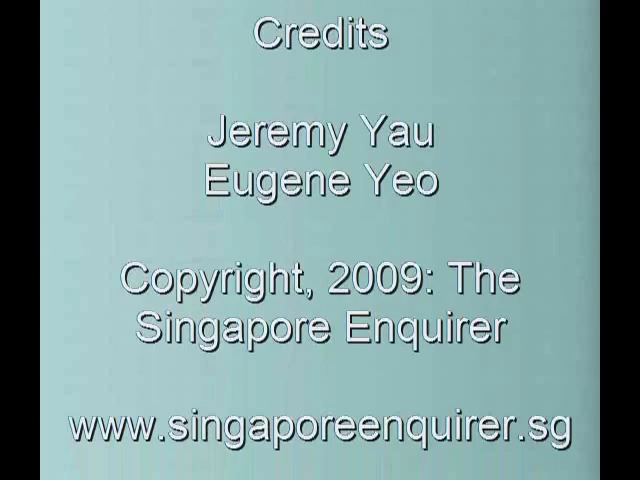 Credits
Jeremy Yau
Eugene Yeo
Copyright, 2009: The
Singapore Enquirer
www.singaporeenquirer.sg